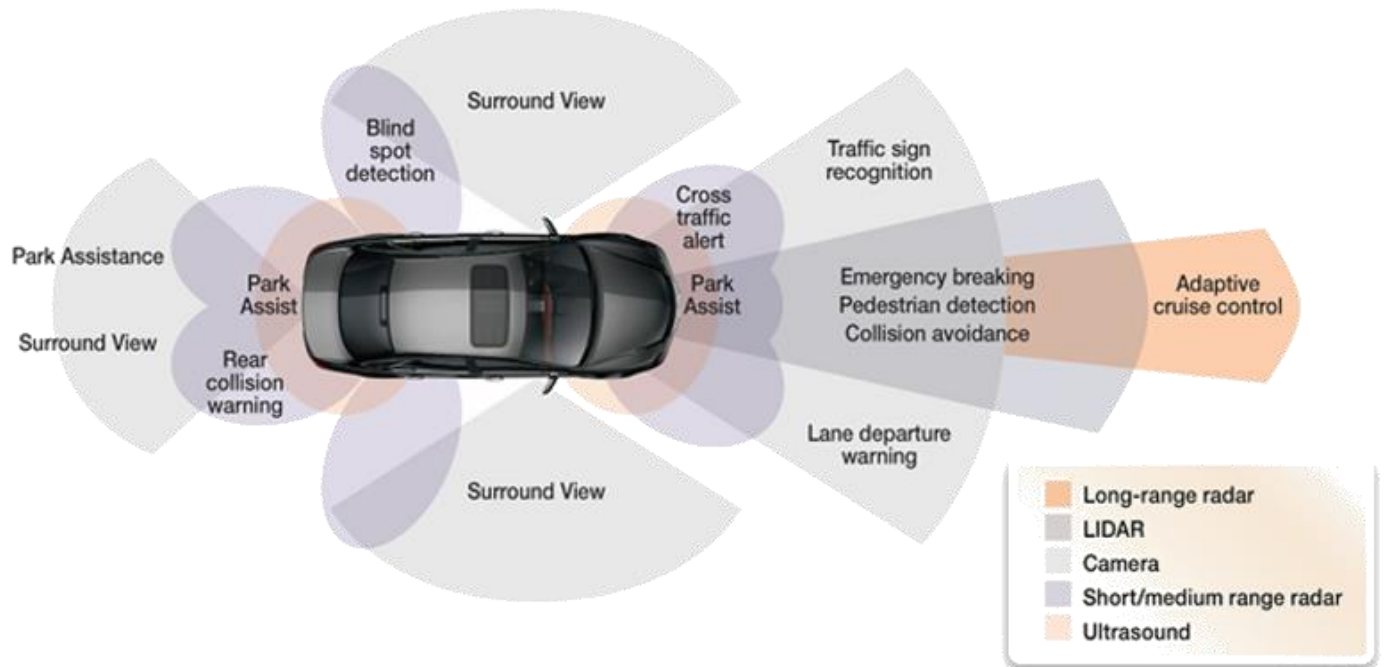 Surround View
Blind
spot
detection
Traffic sign
recognition
Cross
traffic
alert
Park Assistance
Park
Assist
Park
Assist
Emergency breaking
Pedestrian detection
Collision avoidance
Adaptive
cruise control
Surround View
Rear
collision
warning
Lane departure
warning
Surround View
Long-range radar
LIDAR
Camera
Short/medium range radar
Ultrasound